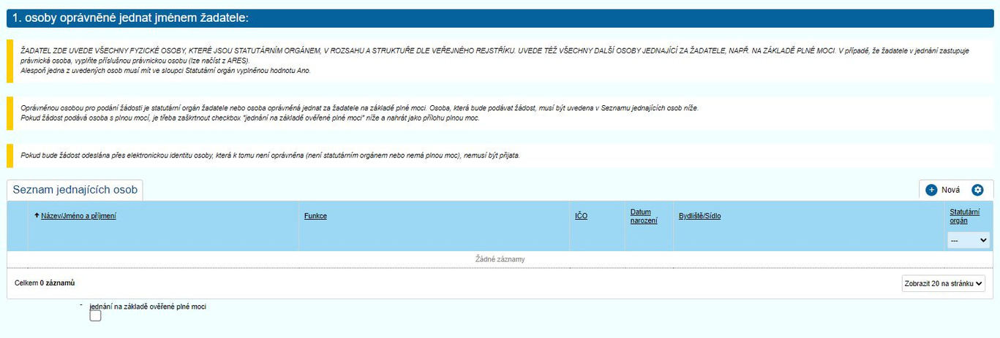 1. osoby oprávněné jednat jménem žadatele:
ŽADATEL ZDE UVEDE VŠECHNY FYZICKÉ OSOBY, KTERÉ JSOU STATUTÁRNÍM ORGÁNEM, V ROZSAHU A STRUKTUŘE DLE VEŘEJNÉHO REJSTŘÍKU. UVEDE TÉŽ VŠECHNY DALŠÍ OSOBY JEDNAJÍCÍ ZA ŽADATELE, NAPŘ. NA ZÁKLADĚ PLNÉ MOCI. V případě, že žadatele v jednání zastupuje
právnická osoba, vyplňte příslušnou právnickou osobu (lze načíst z ARES).
Alespoň jedna z uvedených osob musí mít ve sloupci Statutární orgán vyplněnou hodnotu Ano.
Oprávněnou osobou pro podání žádosti je statutární orgán žadatele nebo osoba oprávněná jednat za žadatele na základě plné moci. Osoba, která bude podávat žádost, musí být uvedena v Seznamu jednajících osob níže.
Pokud žádost podává osoba s plnou mocí, je třeba zaškrtnout checkbox "jednání na základě ověřené plné moci" níže a nahrát jako přílohu plnou moc.
Pokud bude žádost odeslána přes elektronickou identitu osoby, která k tomu není oprávněna (není statutárním orgánem nebo nemá plnou moc), nemusí být přijata.
Seznam jednajících osob
Nová
Název/Jméno a příjmení
Funkce
IČO
Datum
narození
Bydliště/Sídlo
Statutární
orgán
---
Žádné záznamy
Celkem 0 záznamů
Zobrazit 20 na stránku
- jednání na základě ověřené plné moci